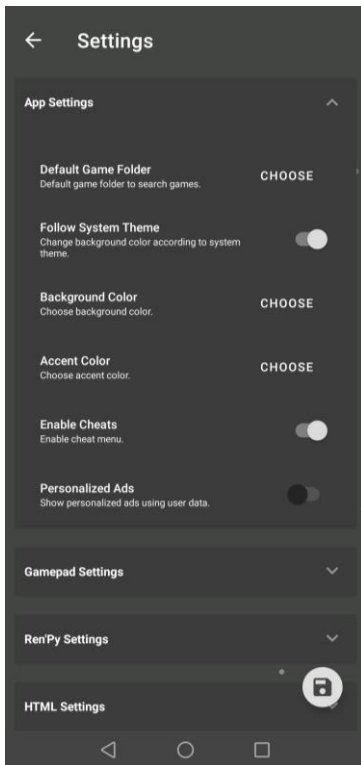 Settings
App Settings
Default Game Folder
Default game folder to search games.
CHOOSE
Follow System Theme
Change background color according to system
theme.
Background Color
Choose background color.
CHOOSE
Accent Color
Choose accent color.
CHOOSE
Enable Cheats
Enable cheat menu.
Personalized Ads
Show personalized ads using user data.
Gamepad Settings
Ren'Py Settings
HTML Settings